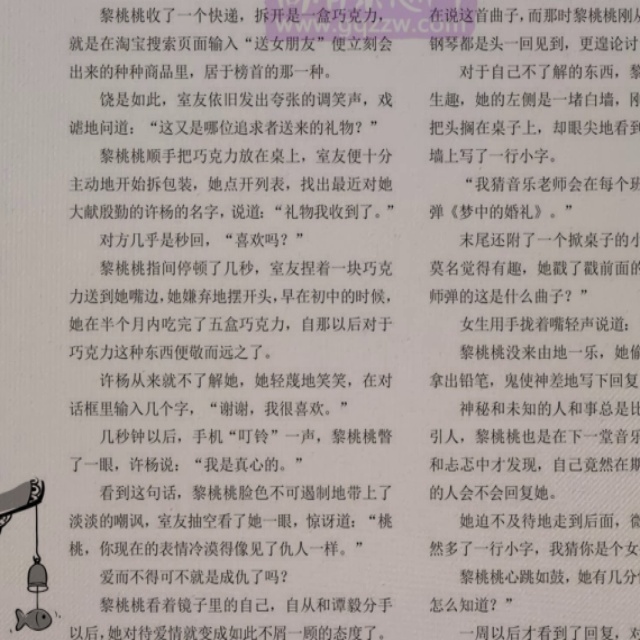 www.gqzzw.com
黎桃桃收了一个快递，拆开是一盒巧克力，
就是在淘宝搜索页面输入“送女朋友”便立刻会
出来的种种商品里，居于榜首的那一种。
饶是如此，室友依旧发出夸张的调笑声，戏
谑地问道：“这又是哪位追求者送来的礼物？”
黎桃桃顺手把巧克力放在桌上，室友便十分
主动地开始拆包装，她点开列表，找出最近对她
大献殷勤的许杨的名字，说道：“礼物我收到了。”
对方几乎是秒回，“喜欢吗？”
黎桃桃指间停顿了几秒，室友捏着一块巧克
力送到她嘴边，她嫌弃地摆开头，早在初中的时候，
她在半个月内吃完了五盒巧克力，自那以后对于
巧克力这种东西便敬而远之了。
许杨从来就不了解她，她轻蔑地笑笑，在对
话框里输入几个字，“谢谢，我很喜欢。”
几秒钟以后，手机“叮铃”一声，黎桃桃瞥
了一眼，许杨说：“我是真心的。”
看到这句话，黎桃桃脸色不可遏制地带上了
淡淡的嘲讽，室友抽空看了她一眼，惊讶道：“桃
桃，你现在的表情冷漠得像见了仇人一样。”
爱而不得可不就是成仇了吗？
黎桃桃看着镜子里的自己，自从和谭毅分手
以后，她对待爱情就变成如此不屑一顾的态度了。
在说这首曲子，而那时黎桃桃刚从
钢琴都是头一回见到，更遑论讨
对于自己不了解的东西，黎
生趣，她的左侧是一堵白墙，刚
把头搁在桌子上，却眼尖地看到
墙上写了一行小字。
“我猜音乐老师会在每个班
弹《梦中的婚礼》。”
末尾还附了一个掀桌子的小
莫名觉得有趣，她戳了戳前面的
师弹的这是什么曲子？”
女生用手拢着嘴轻声说道：
黎桃桃没来由地一乐，她偷
拿出铅笔，鬼使神差地写下回复
神秘和未知的人和事总是比
引人，黎桃桃也是在下一堂音乐
和忐忑中才发现，自己竟然在期
的人会不会回复她。
她迫不及待地走到后面，微
然多了一行小字，我猜你是个女
黎桃桃心跳如鼓，她有几分
怎么知道？”
一周以后才看到了回复，对